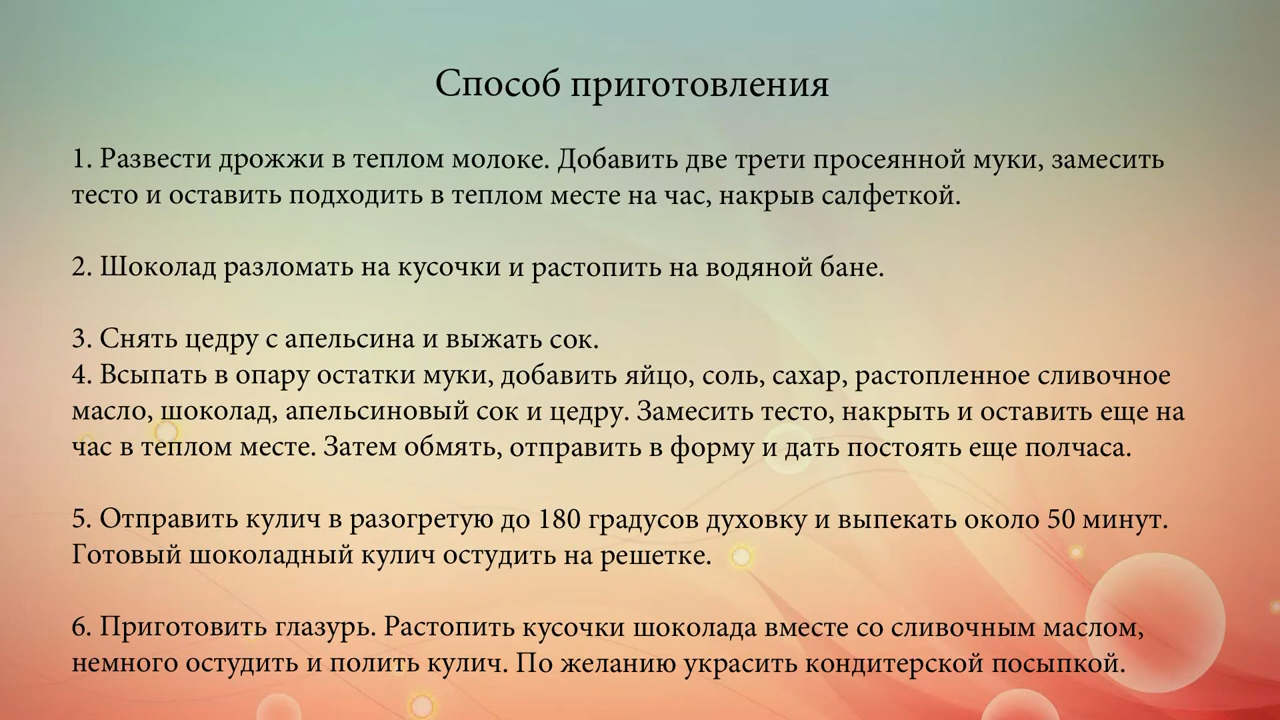 Способ приготовления
1. Развести дрожжи в теплом молоке. Добавить две трети просеянной муки, замесить
тесто и оставить подходить в теплом месте на час, накрыв салфеткой.
2. Шоколад разломать на кусочки и растопить на водяной бане.
3. Снять цедру с апельсина и выжать сок.
4. Всыпать в опару остатки муки, добавить яйцо, соль, сахар, растопленное сливочное
масло, шоколад, апельсиновый сок и цедру. Замесить тесто, накрыть и оставить еще на
час в теплом месте. Затем обмять, отправить в форму и дать постоять еще полчаса.
5. Отправить кулич в разогретую до 180 градусов духовку и выпекать около 50 минут.
Готовый шоколадный кулич остудить на решетке.
6. Приготовить глазурь. Растопить кусочки шоколада вместе со сливочным маслом,
немного остудить и полить кулич. По желанию украсить кондитерской посыпкой.